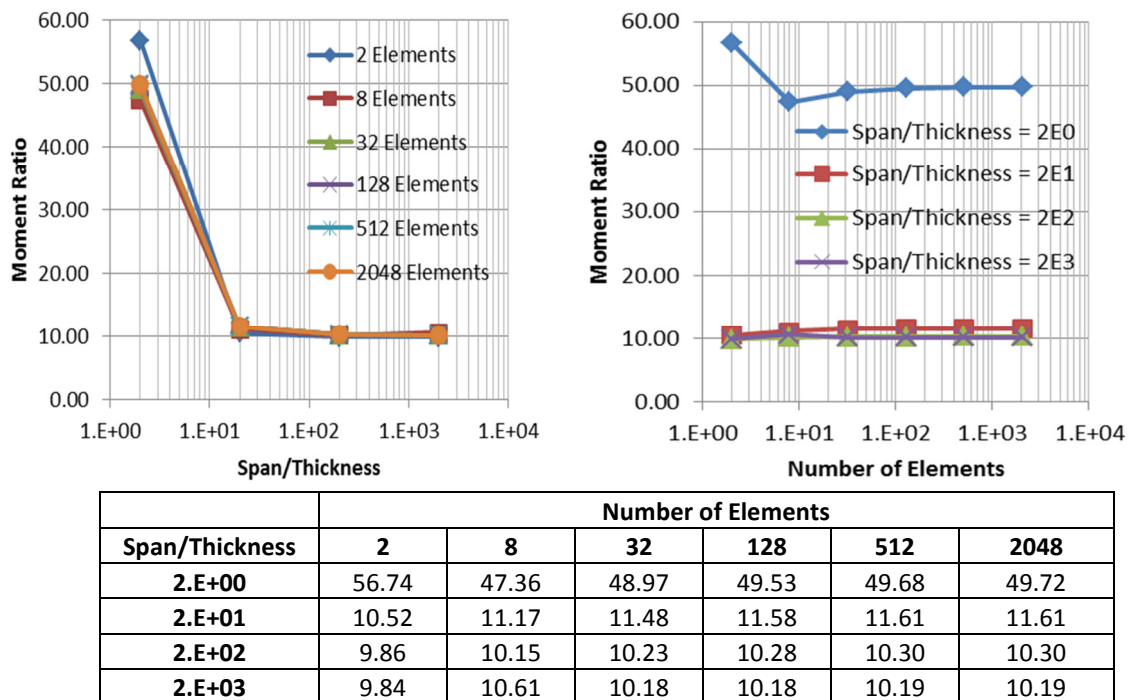 60.00
50.00
40.00
30.00
20.00
10.00
0.00
Moment Ratio
2 Elements
8 Elements
32 Elements
128 Elements
512 Elements
2048 Elements
1.E+00 1.E+01 1.E+02 1.E+03 1.E+04
Span/Thickness
60.00
50.00
40.00
30.00
20.00
10.00
0.00
Moment Ratio
Span/Thickness = 2E0
Span/Thickness = 2E1
Span/Thickness = 2E2
Span/Thickness = 2E3
1.E+00 1.E+01 1.E+02 1.E+03 1.E+04
Number of Elements
Number of Elements
Span/Thickness 2 8 32 128 512 2048
2.E+00 56.74 47.36 48.97 49.53 49.68 49.72
2.E+01 10.52 11.17 11.48 11.58 11.61 11.61
2.E+02 9.86 10.15 10.23 10.28 10.30 10.30
2.E+03 9.84 10.61 10.18 10.18 10.19 10.19